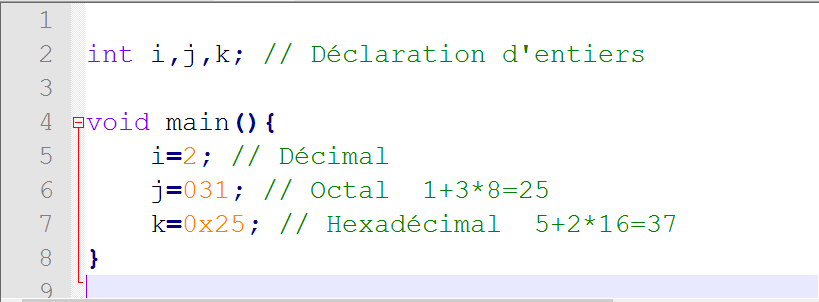 1
2 int i,j,k; // Déclaration d'entiers
3
4 void main(){
5 i=2; // Décimal
6 j=031; // Octal  1+3*8=25
7 k=0x25; // Hexadécimal  5+2*16=37
8 }
9